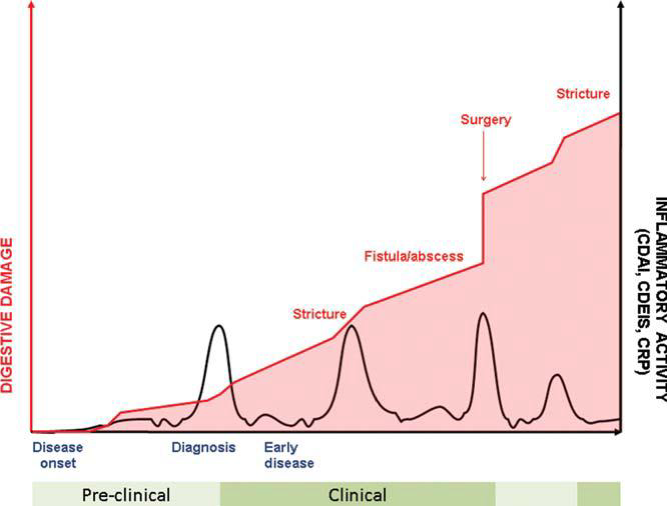 Stricture
Surgery
Fistula/abscess
Stricture
DIGESTIVE DAMAGE
INFLAMMATORY ACTIVITY
(CDAI, CDEIS, CRP)
Disease
onset
Diagnosis
Early
disease
Pre-clinical
Clinical